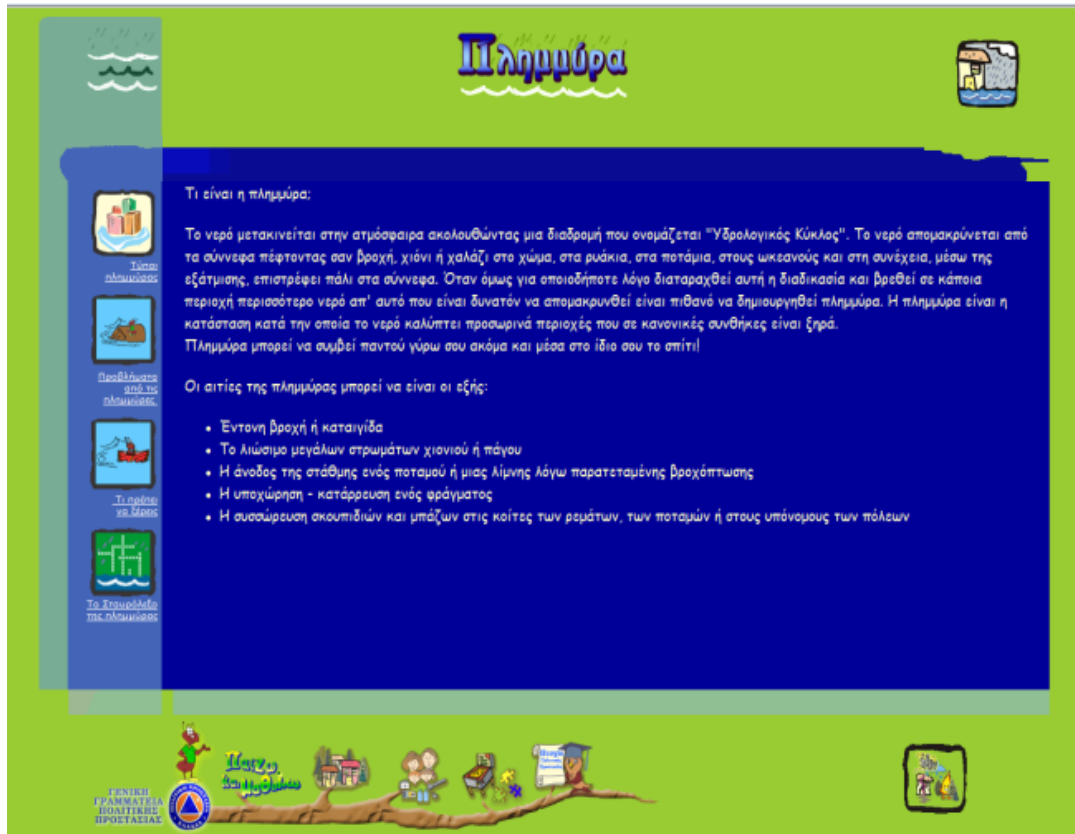 Πλημμύρα
Τι είναι η πλημμύρα;
Το νερό μετακινείται στην ατμόσφαιρα ακολουθώντας μια διαδρομή που ονομάζεται "Υδρολογικός Κύκλος". Το νερό απομακρύνεται από
τα σύννεφα πέφτοντας σαν βροχή, χιόνι ή χαλάζι στο χώμα, στα ρυάκια, στα ποτάμια, στους ωκεανούς και στη συνέχεια, μέσω της
εξάτμισης, επιστρέφει πάλι στα σύννεφα. Όταν όμως για οποιοδήποτε λόγο διαταραχθεί αυτή η διαδικασία και βρεθεί σε κάποια
περιοχή περισσότερο νερό απ' αυτό που είναι δυνατόν να απομακρυνθεί είναι πιθανό να δημιουργηθεί πλημμύρα. Η πλημμύρα είναι η
κατάσταση κατά την οποία το νερό καλύπτει προσωρινά περιοχές που σε κανονικές συνθήκες είναι ξηρά.
Πλημμύρα μπορεί να συμβεί παντού γύρω σου ακόμα και μέσα στο ίδιο σου το σπίτι!
Οι αιτίες της πλημμύρας μπορεί να είναι οι εξής:
• Έντονη βροχή ή καταιγίδα
• Το λιώσιμο μεγάλων στρωμάτων χιονιού ή πάγου
• Η άνοδος της στάθμης ενός ποταμού ή μιας λίμνης λόγω παρατεταμένης βροχόπτωσης
• Η υποχώρηση - κατάρρευση ενός φράγματος
• Η συσσώρευση σκουπιδιών και μπάζων στις κοίτες των ρεμάτων, των ποταμών ή στους υπόνομους των πόλεων
Τύποι
πλημμύρας
Προβλήματα
από τις
πλημμύρες
Τι πρέπει
να ξέρεις
Το Σταυρόλεξο
της πλημμύρας
Παίζω
και μαθαίνω
ΓΕΝΙΚΗ
ΓΡΑΜΜΑΤΕΙΑ
ΠΟΛΙΤΙΚΗΣ
ΠΡΟΣΤΑΣΙΑΣ